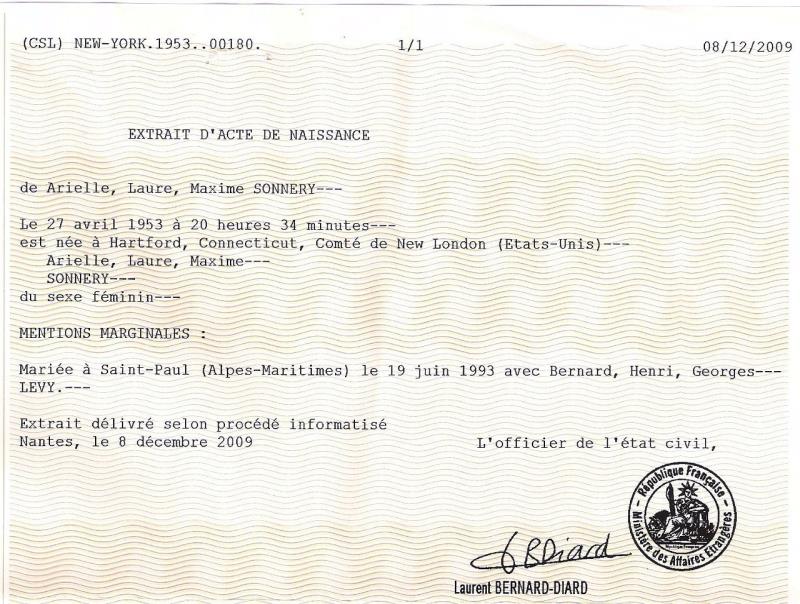 (CSL) NEW-YORK.1953..00180. 1/1 08/12/2009
EXTRAIT D'ACTE DE NAISSANCE
de Arielle, Laure, Maxime SONNERY---
Le 27 avril 1953 à 20 heures 34 minutes---
est née à Hartford, Connecticut, Comté de New London (Etats-Unis)---
Arielle, Laure, Maxime---
SONNERY---
du sexe féminin---
MENTIONS MARGINALES :
Mariée à Saint-Paul (Alpes-Maritimes) le 19 juin 1993 avec Bernard, Henri, Georges---
LEVY.---
Extrait délivré selon procédé informatisé
Nantes, le 8 décembre 2009
L'officier de l'état civil,
République Française
Ministère des Affaires Etrangères
BDiard
Laurent BERNARD-DIARD